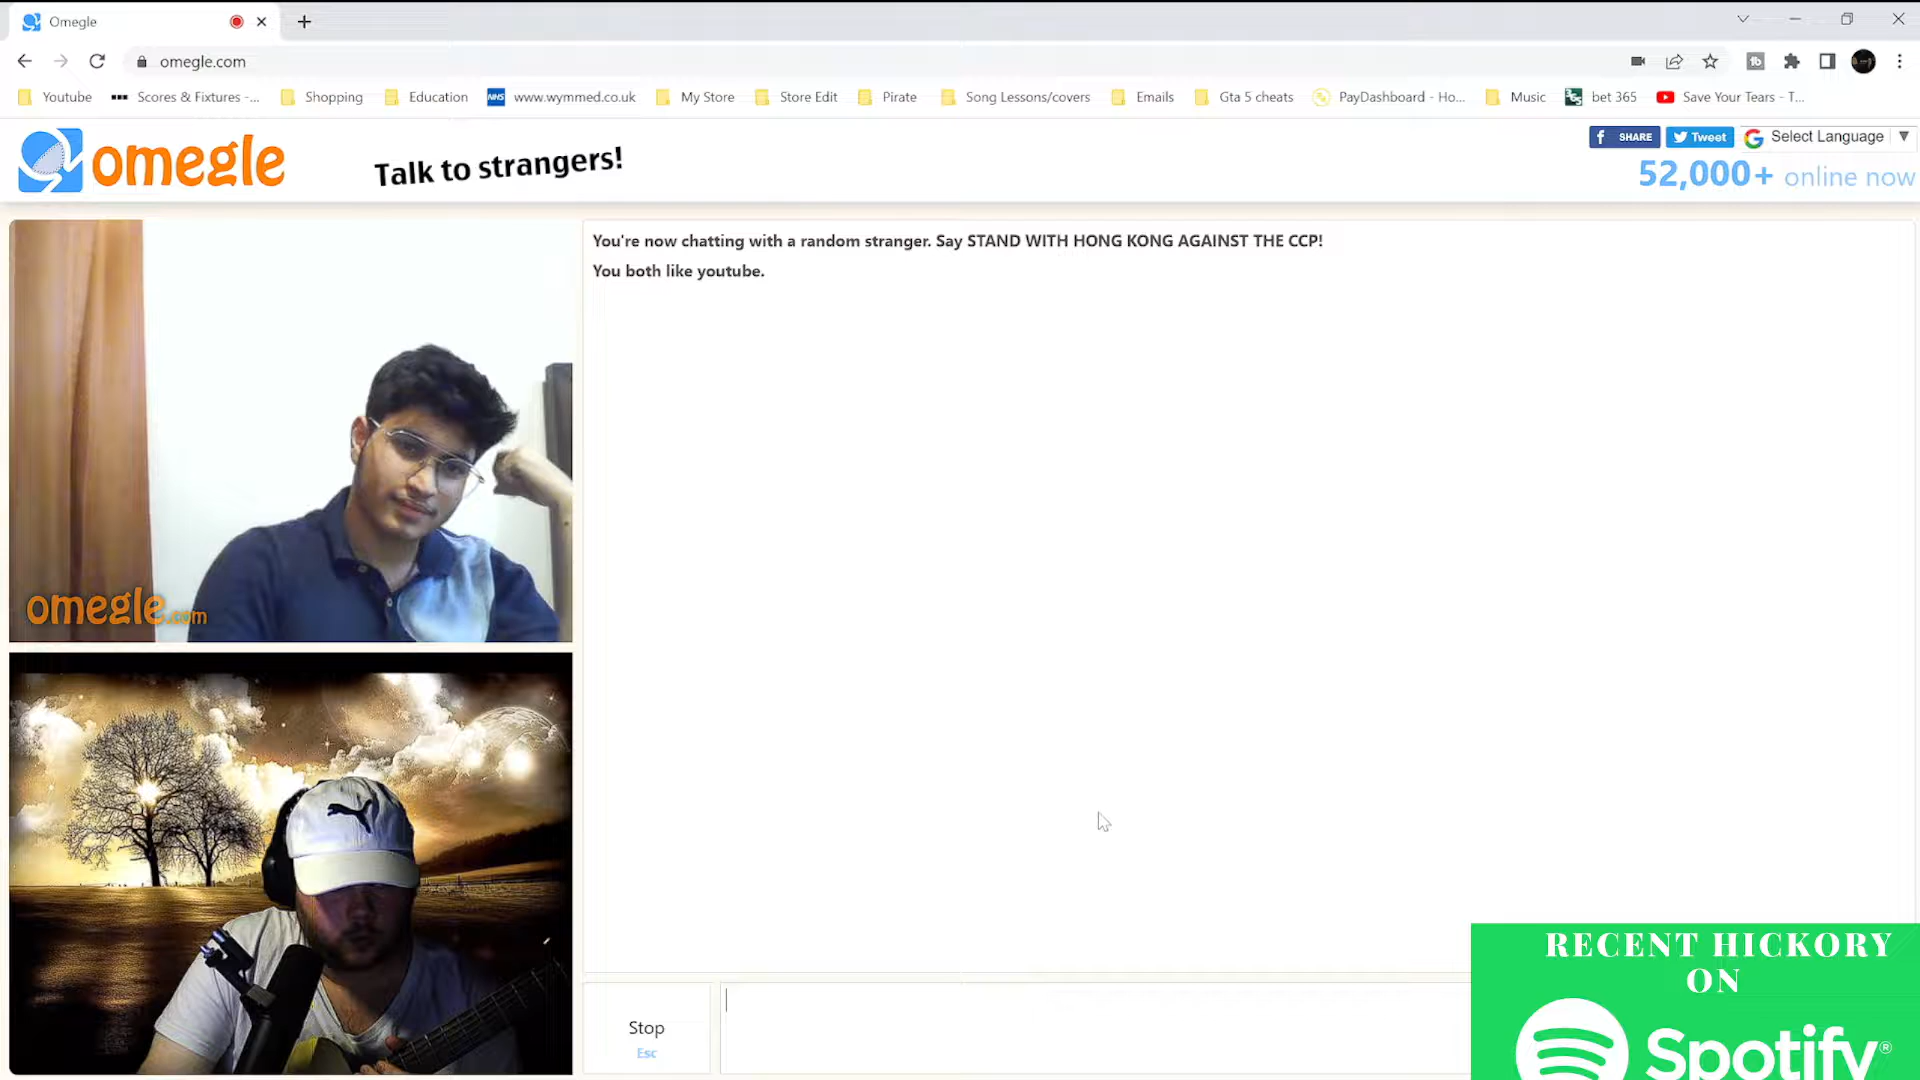 Omegle
omegle.com
Youtube
Scores & Fixtures -...
Shopping
Education
NHS
www.wymmed.co.uk
My Store
Store Edit
Pirate
Song Lessons/covers
Emails
Gta 5 cheats
PayDashboard - Ho...
Music
bet 365
Save Your Tears - T...
omegle
Talk to strangers!
SHARE
Tweet
Select Language
52,000+ online now
You're now chatting with a random stranger. Say STAND WITH HONG KONG AGAINST THE CCP!
You both like youtube.
omegle.com
Stop
Esc
RECENT HICKORY
ON
Spotify®